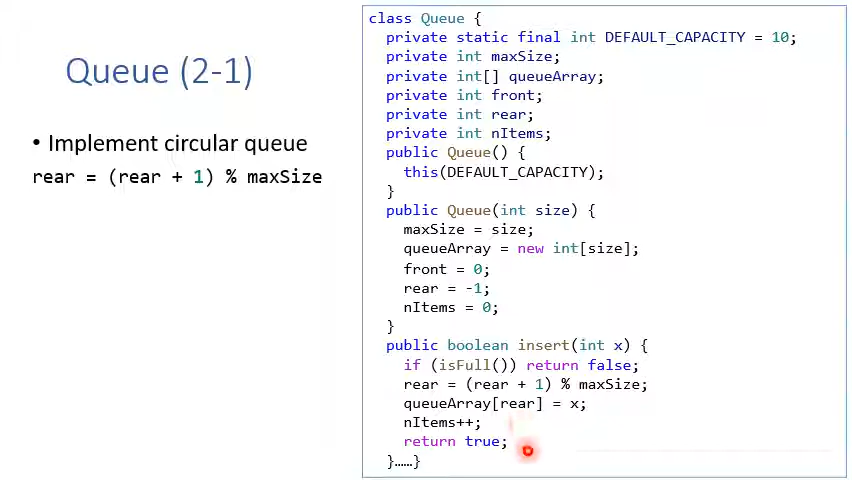 Queue (2-1)
• Implement circular queue
rear = (rear + 1) % maxSize
class Queue {
private static final int DEFAULT_CAPACITY = 10;
private int maxSize;
private int[] queueArray;
private int front;
private int rear;
private int nItems;
public Queue() {
this(DEFAULT_CAPACITY);
}
public Queue(int size) {
maxSize = size;
queueArray = new int[size];
front = 0;
rear = -1;
nItems = 0;
}
public boolean insert(int x) {
if (isFull()) return false;
rear = (rear + 1) % maxSize;
queueArray[rear] = x;
nItems++;
return true;
}……}